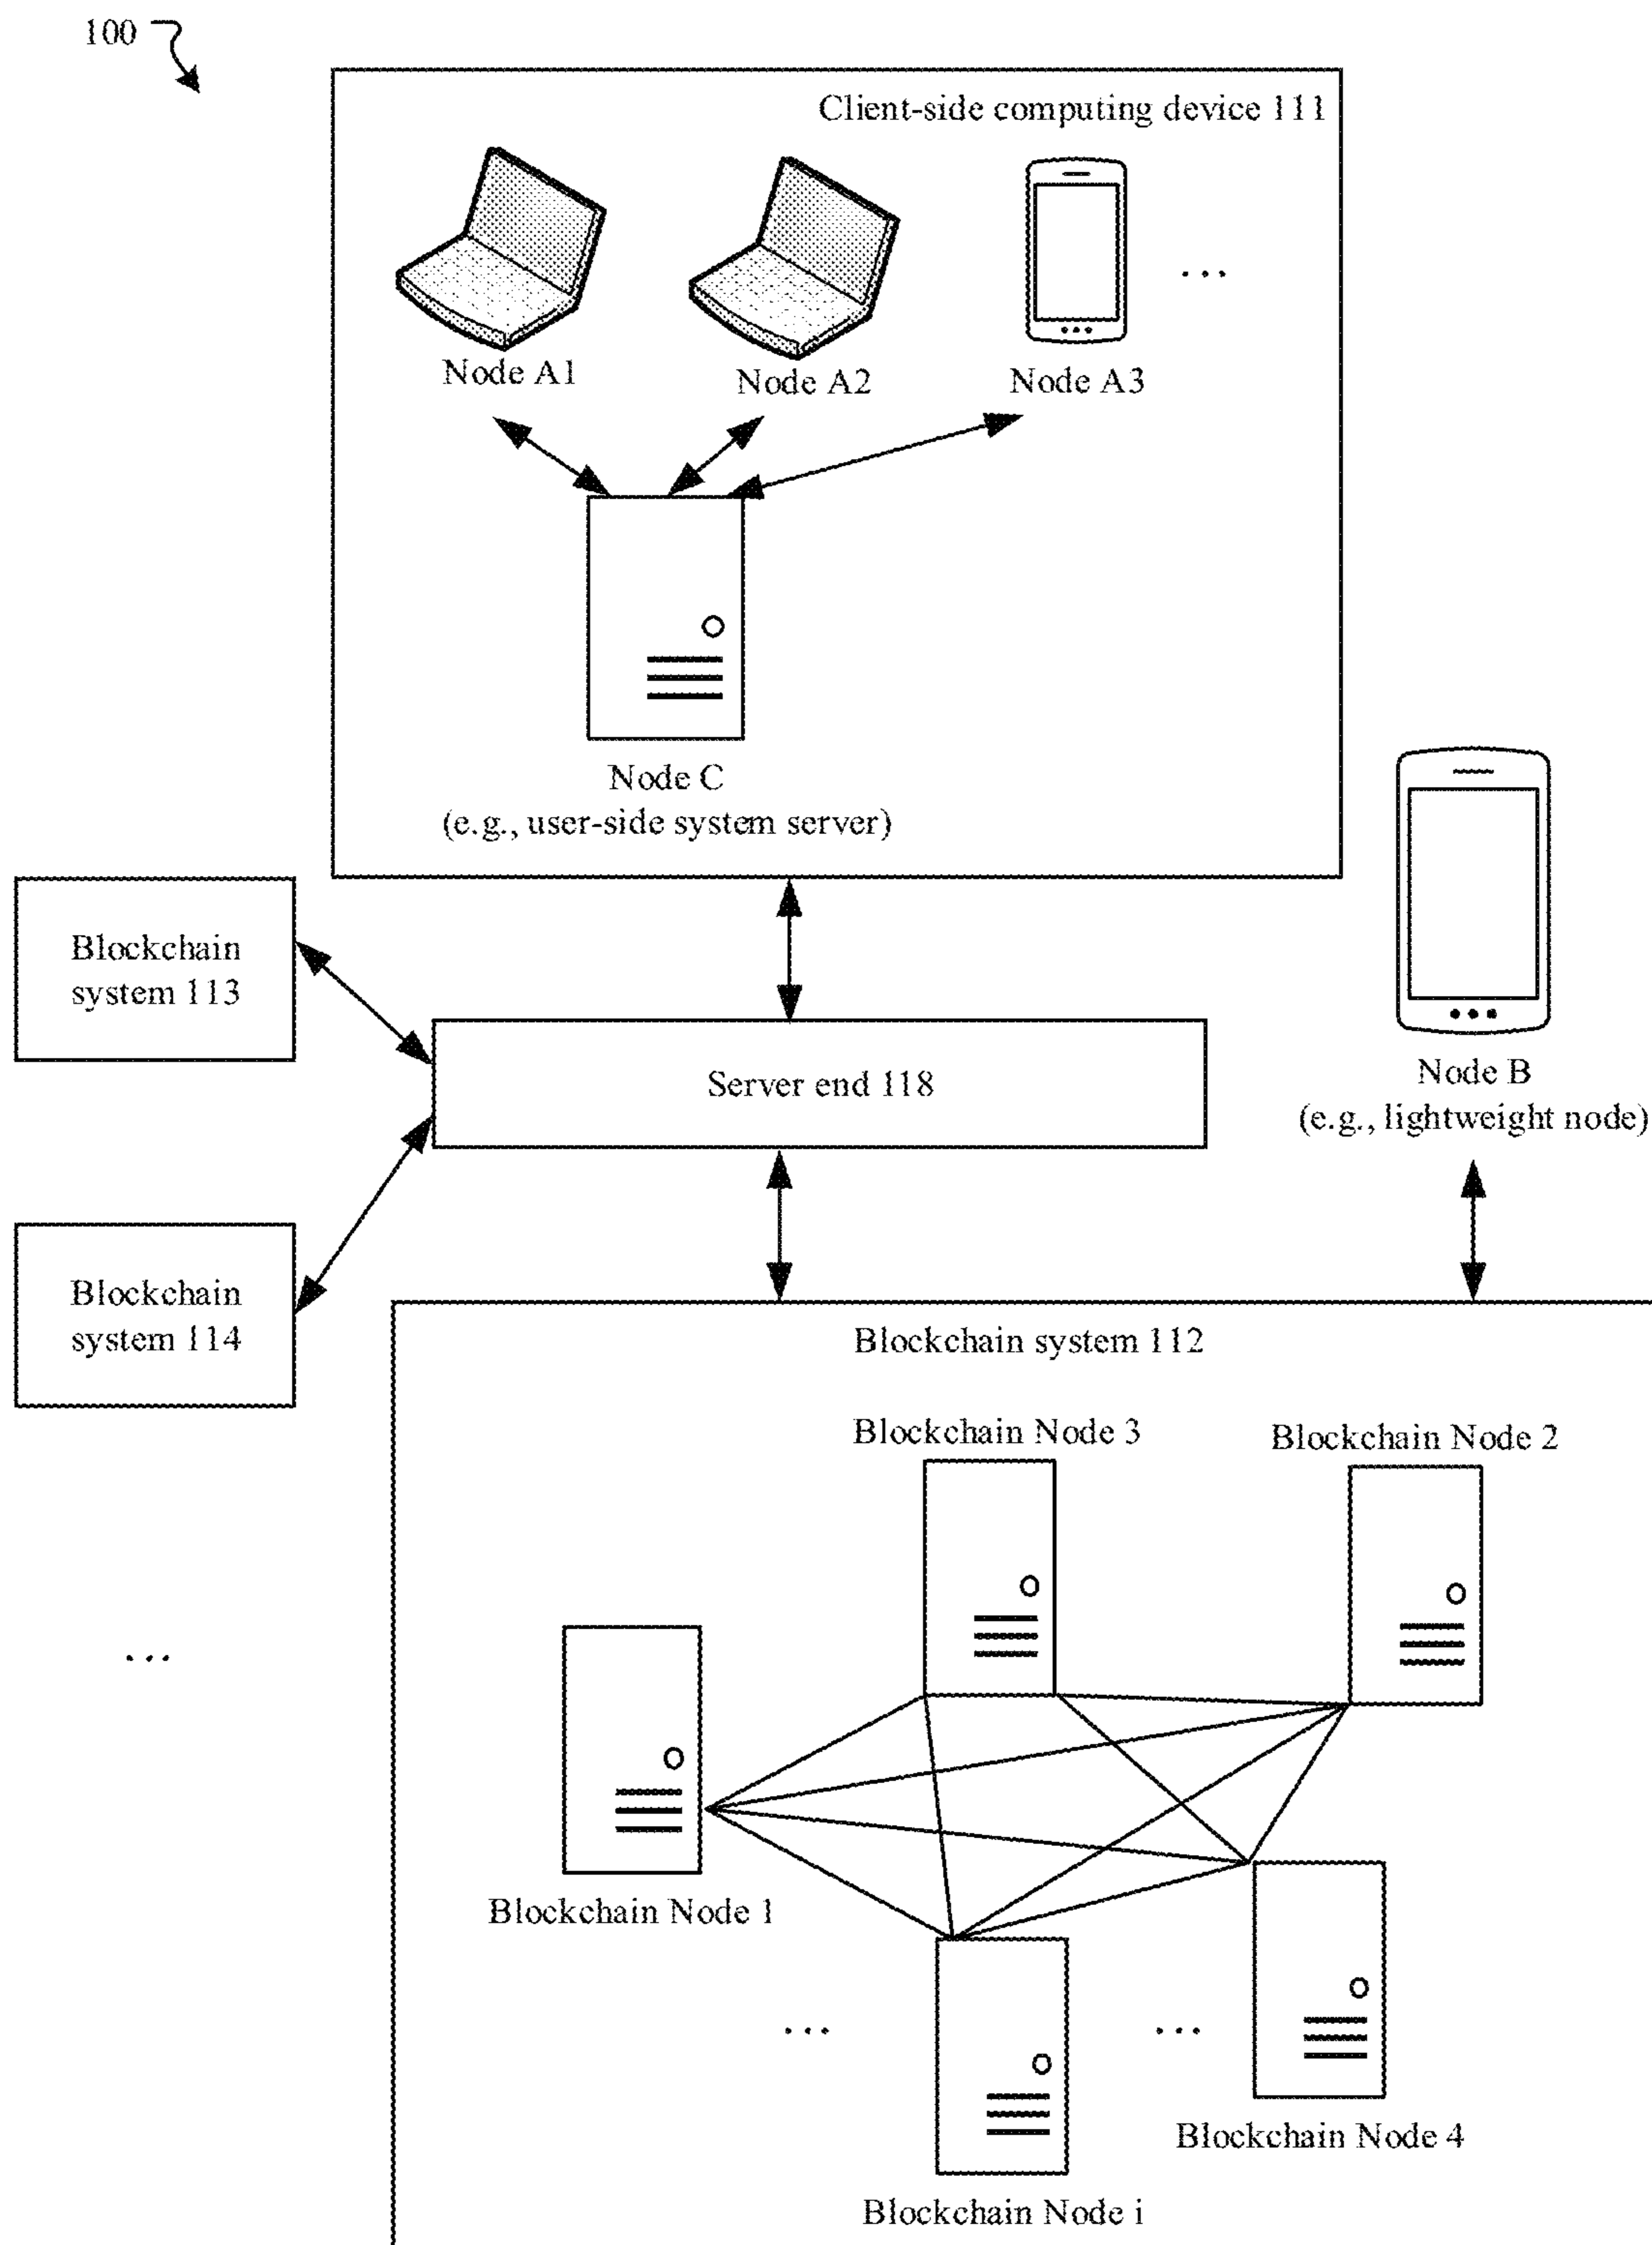 100
Client-side computing device 111
...
Node A1
Node A2
Node A3
Node C
(e.g., user-side system server)
Blockchain
system 113
Server end 118
Node B
(e.g., lightweight node)
Blockchain
system 114
Blockchain system 112
Blockchain Node 3
Blockchain Node 2
...
Blockchain Node 1
...
...
Blockchain Node 4
Blockchain Node i